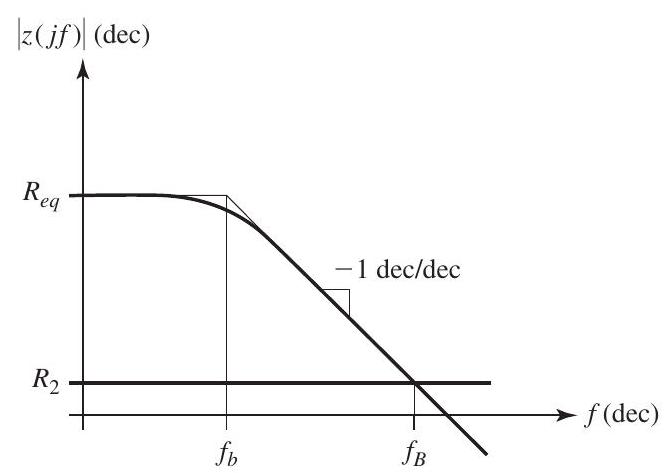 |z(jf)| (dec)
R_eq
−1 dec/dec
R_2
f (dec)
f_b
f_B